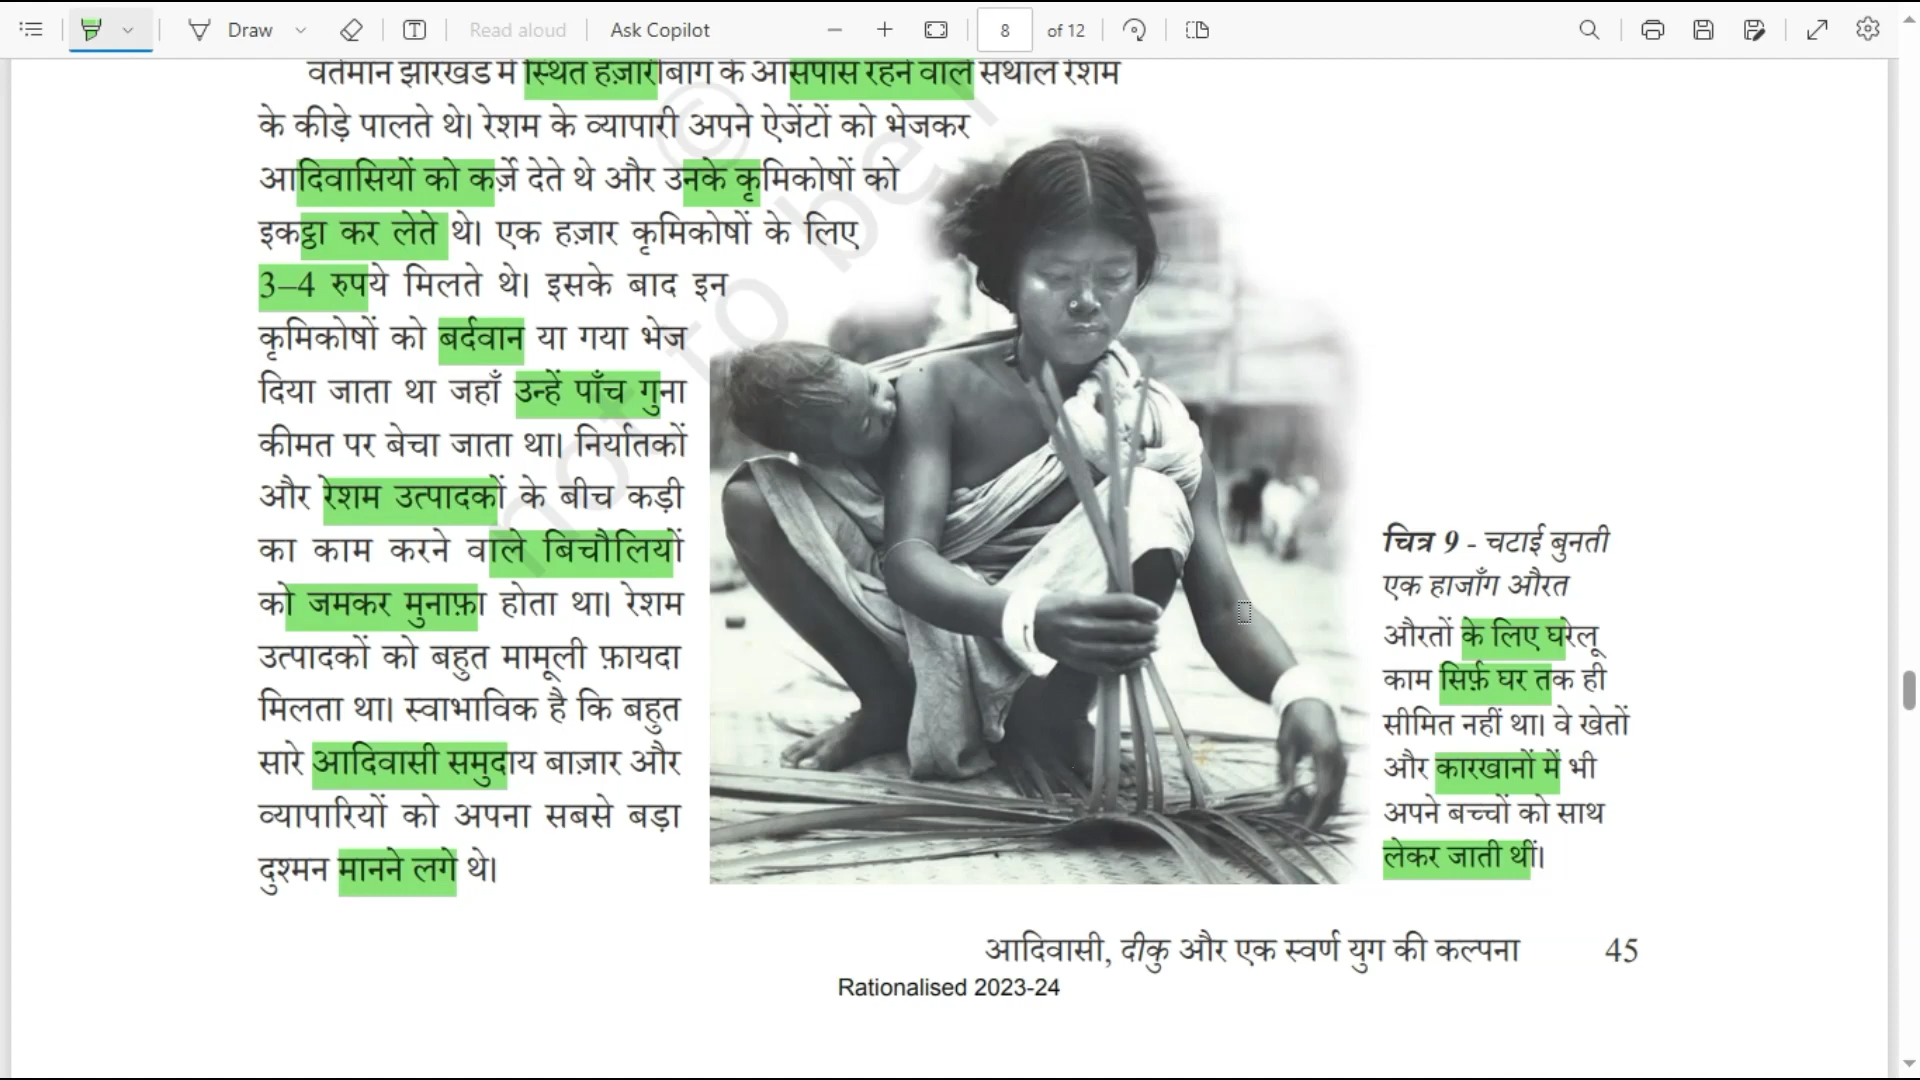 Draw
Read aloud
Ask Copilot
8
of 12
वर्तमान झारखंड में स्थित हज़ारीबाग के आसपास रहने वाले संथाल रेशम
के कीड़े पालते थे। रेशम के व्यापारी अपने ऐजेंटों को भेजकर
आदिवासियों को कर्ज़े देते थे और उनके कृमिकोषों को
इकट्ठा कर लेते थे। एक हज़ार कृमिकोषों के लिए
3–4 रुपये मिलते थे। इसके बाद इन
कृमिकोषों को बर्दवान या गया भेज
दिया जाता था जहाँ उन्हें पाँच गुना
कीमत पर बेचा जाता था। निर्यातकों
और रेशम उत्पादकों के बीच कड़ी
का काम करने वाले बिचौलियों
को जमकर मुनाफ़ा होता था। रेशम
उत्पादकों को बहुत मामूली फ़ायदा
मिलता था। स्वाभाविक है कि बहुत
सारे आदिवासी समुदाय बाज़ार और
व्यापारियों को अपना सबसे बड़ा
दुश्मन मानने लगे थे।
चित्र 9 - चटाई बुनती
एक हाजाँग औरत
औरतों के लिए घरेलू
काम सिर्फ़ घर तक ही
सीमित नहीं था। वे खेतों
और कारखानों में भी
अपने बच्चों को साथ
लेकर जाती थीं।
आदिवासी, दीकु और एक स्वर्ण युग की कल्पना 45
Rationalised 2023-24
© not to be